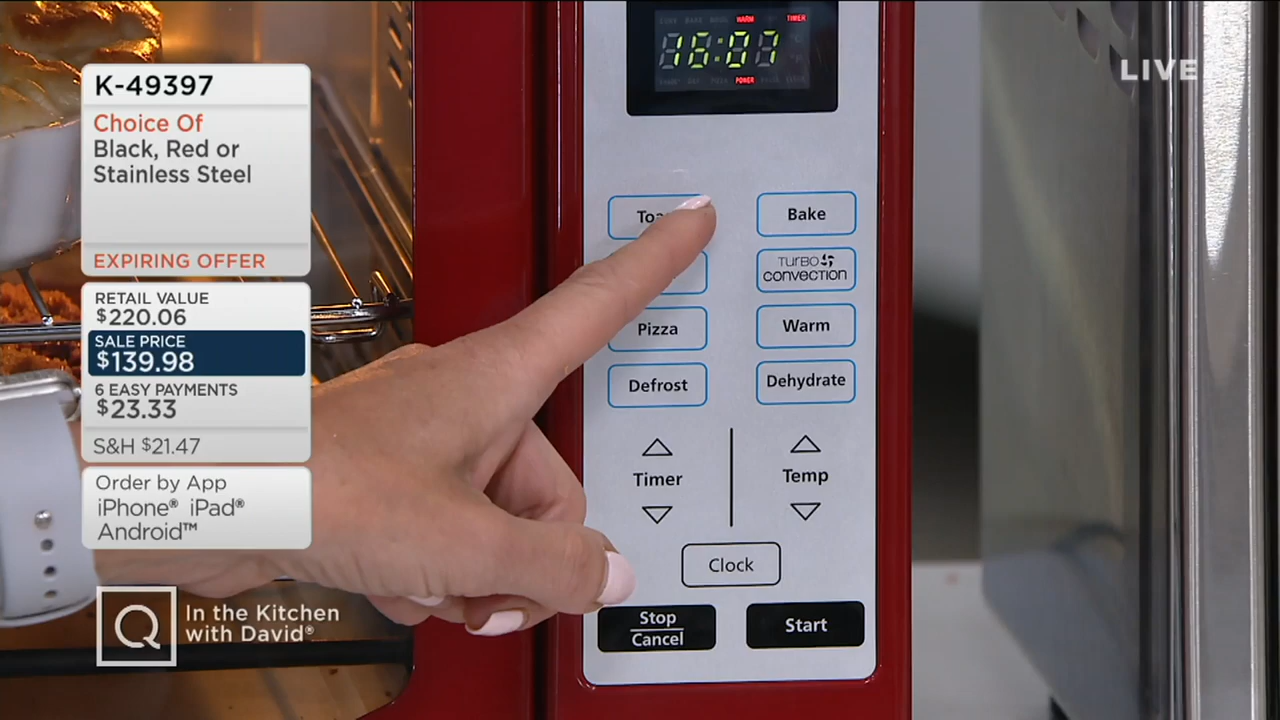 K-49397
Choice Of
Black, Red or
Stainless Steel
EXPIRING OFFER
RETAIL VALUE
$220.06
SALE PRICE
$139.98
6 EASY PAYMENTS
$23.33
S&H $21.47
Order by App
iPhone® iPad®
Android™
Q
In the Kitchen
with David®
LIVE
WARM TIMER
16:07
POWER
Bake
TURBO
CONVECTION
Pizza
Warm
Defrost
Dehydrate
Timer
Temp
Clock
Stop
Cancel
Start